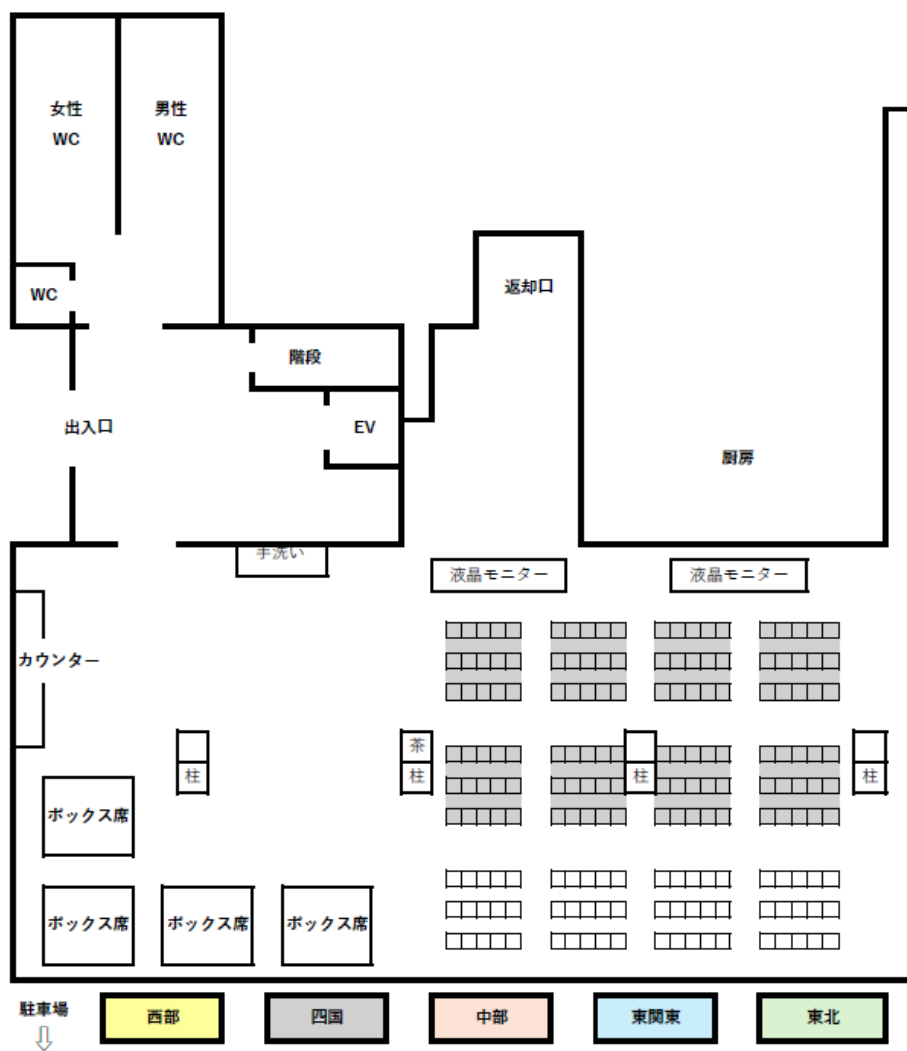 女性
WC
男性
WC
WC
返却口
階段
出入口
EV
厨房
手洗い
液晶モニター
液晶モニター
カウンター
茶
柱
柱
柱
柱
ボックス席
ボックス席
ボックス席
ボックス席
駐車場
⇩
西部
四国
中部
東関東
東北